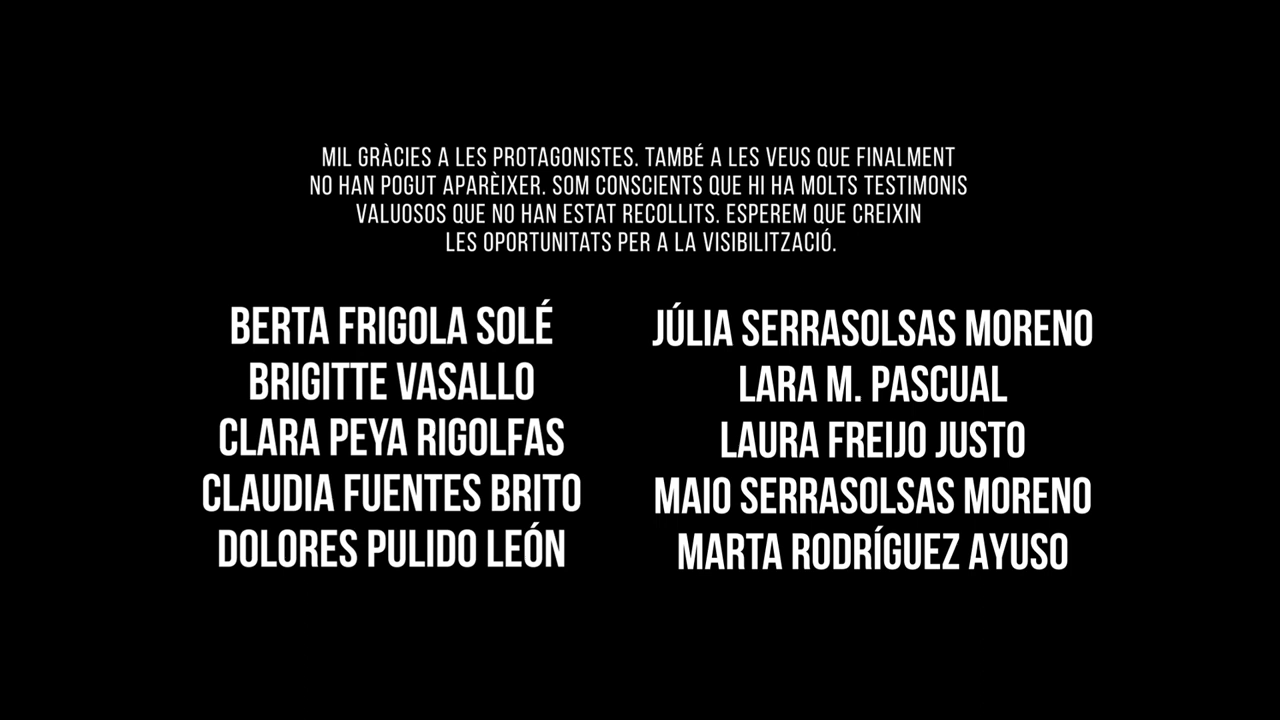 MIL GRÀCIES A LES PROTAGONISTES. TAMBÉ A LES VEUS QUE FINALMENT
NO HAN POGUT APARÈIXER. SOM CONSCIENTS QUE HI HA MOLTS TESTIMONIS
VALUOSOS QUE NO HAN ESTAT RECOLLITS. ESPEREM QUE CREIXIN
LES OPORTUNITATS PER A LA VISIBILITZACIÓ.
BERTA FRIGOLA SOLÉ
BRIGITTE VASALLO
CLARA PEYA RIGOLFAS
CLAUDIA FUENTES BRITO
DOLORES PULIDO LEÓN
JÚLIA SERRASOLSAS MORENO
LARA M. PASCUAL
LAURA FREIJO JUSTO
MAIO SERRASOLSAS MORENO
MARTA RODRÍGUEZ AYUSO